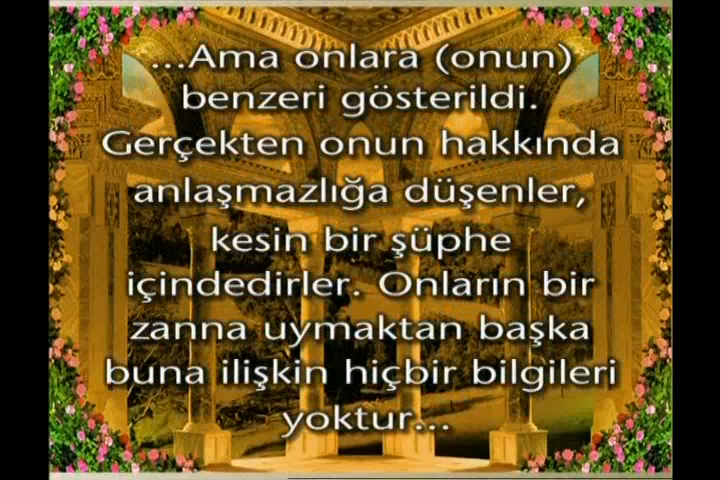 ...Ama onlara (onun)
benzeri gösterildi.
Gerçekten onun hakkında
anlaşmazlığa düşenler,
kesin bir şüphe
içindedirler. Onların bir
zanna uymaktan başka
buna ilişkin hiçbir bilgileri
yoktur...